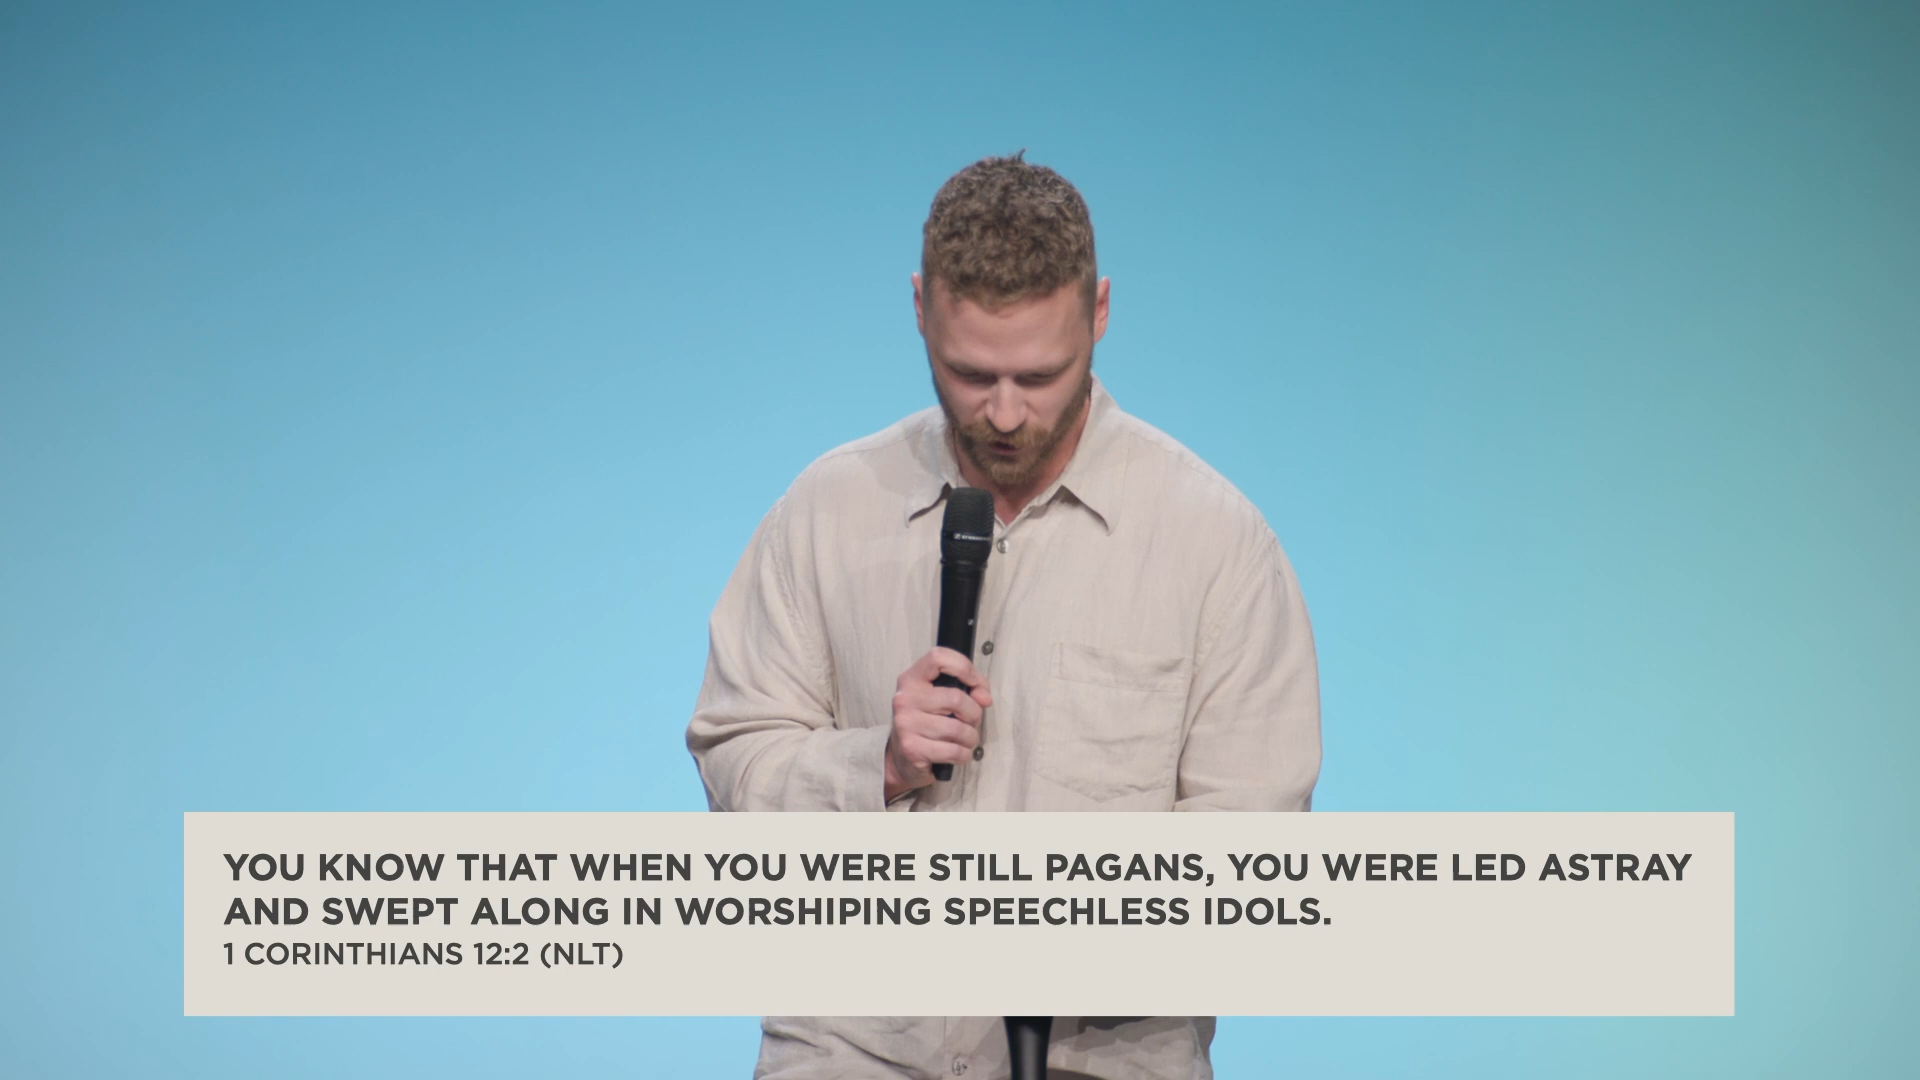 YOU KNOW THAT WHEN YOU WERE STILL PAGANS, YOU WERE LED ASTRAY
AND SWEPT ALONG IN WORSHIPING SPEECHLESS IDOLS.
1 CORINTHIANS 12:2 (NLT)